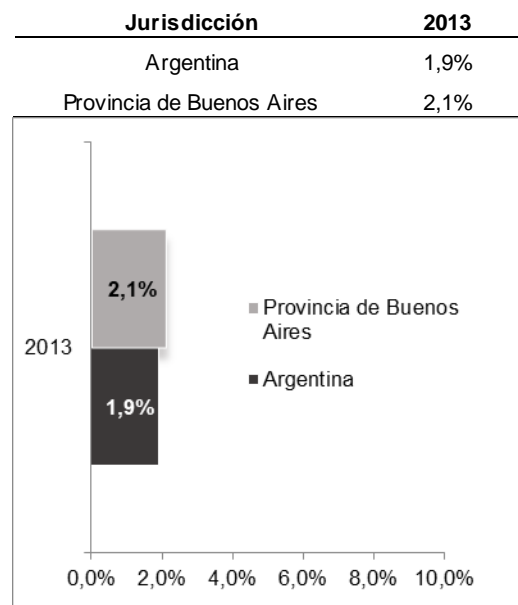 Jurisdicción 2013
Argentina 1,9%
Provincia de Buenos Aires 2,1%
2,1%
Provincia de Buenos
Aires
2013
Argentina
1,9%
0,0% 2,0% 4,0% 6,0% 8,0% 10,0%